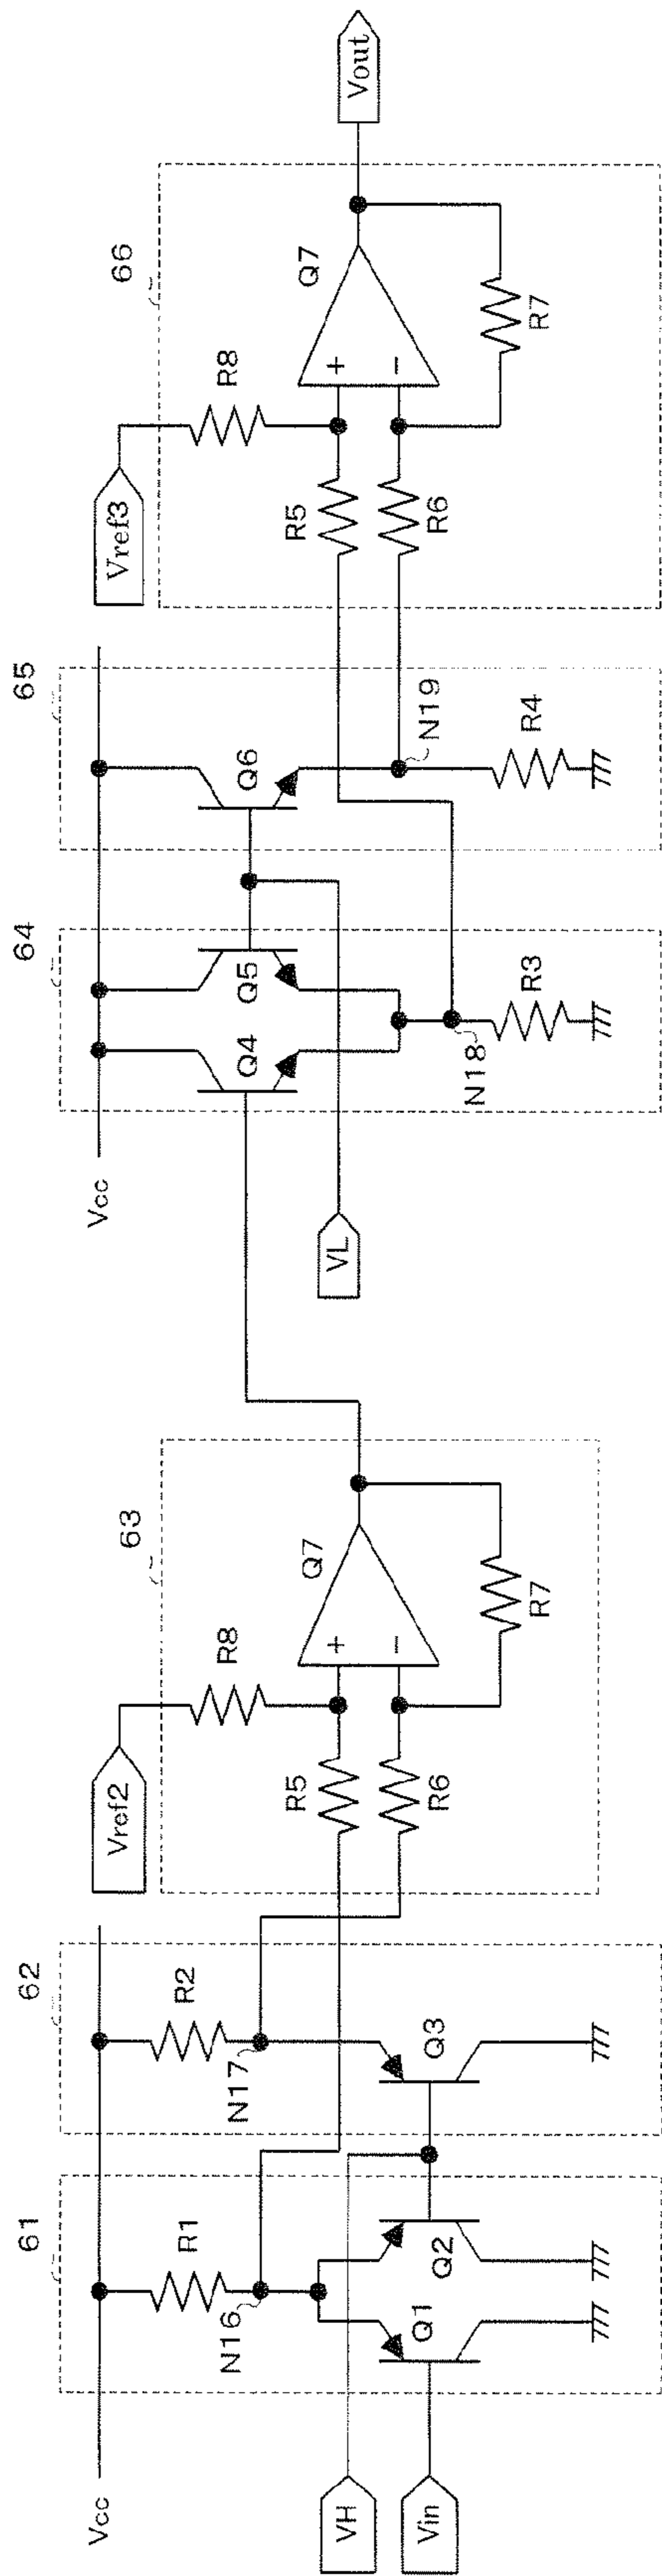 61
62
63
64
65
66
Vcc
R1
N16
Q1
Q2
VH
Vin
R2
N17
Q3
Vref2
R8
R5
R6
+
−
Q7
R7
Vcc
VL
Q4
Q5
N18
R3
Q6
N19
R4
Vref3
R8
R5
R6
+
−
Q7
R7
Vout